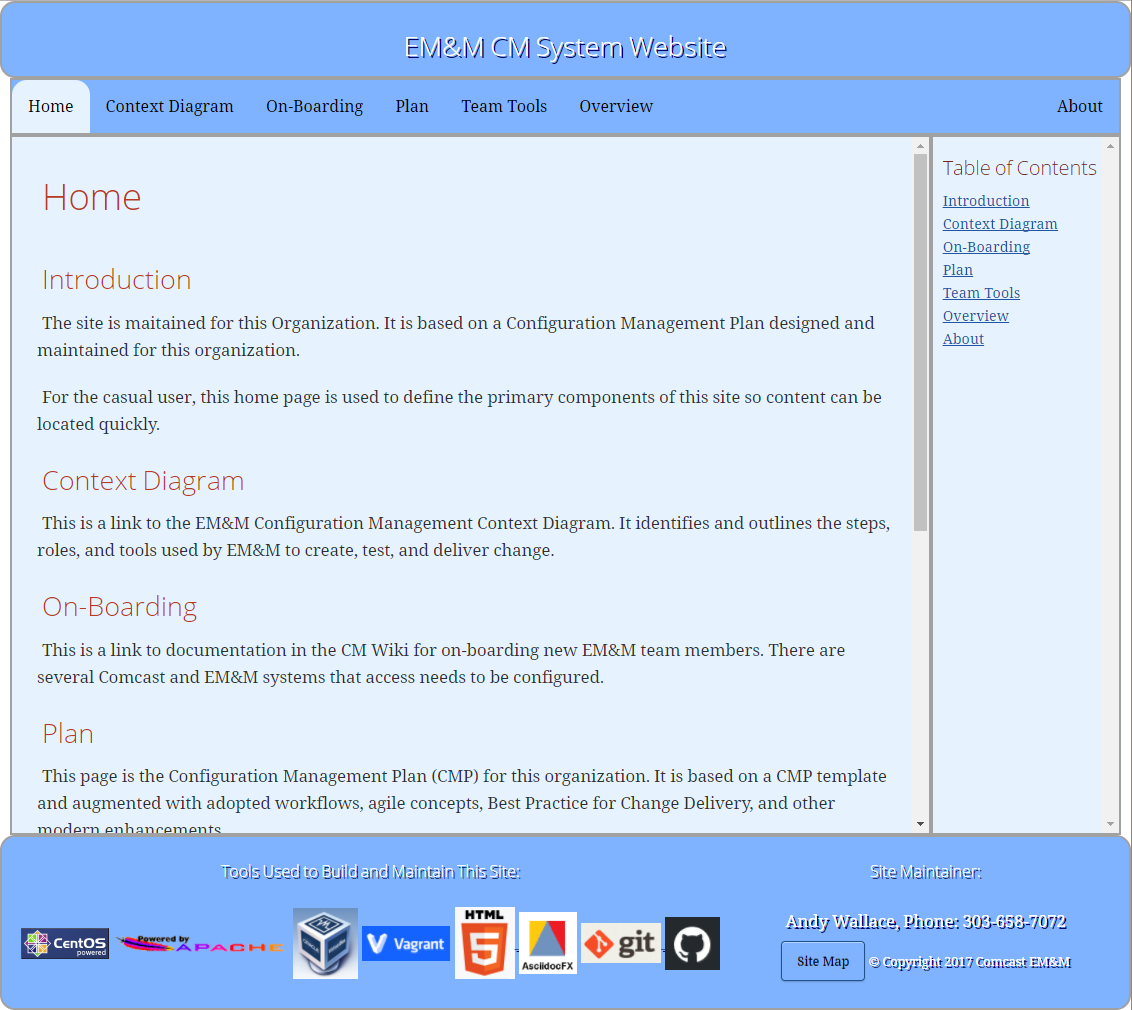 EM&M CM System Website
Home Context Diagram On-Boarding Plan Team Tools Overview About
Home
Introduction
The site is maitained for this Organization. It is based on a Configuration Management Plan designed and
maintained for this organization.
For the casual user, this home page is used to define the primary components of this site so content can be
located quickly.
Context Diagram
This is a link to the EM&M Configuration Management Context Diagram. It identifies and outlines the steps,
roles, and tools used by EM&M to create, test, and deliver change.
On-Boarding
This is a link to documentation in the CM Wiki for on-boarding new EM&M team members. There are
several Comcast and EM&M systems that access needs to be configured.
Plan
This page is the Configuration Management Plan (CMP) for this organization. It is based on a CMP template
and augmented with adopted workflows, agile concepts, Best Practice for Change Delivery, and other
modern enhancements
Table of Contents
Introduction
Context Diagram
On-Boarding
Plan
Team Tools
Overview
About
Tools Used to Build and Maintain This Site:
CentOS
powered
Powered by
APACHE
Vagrant
HTML
5
AsciidocFX
git
Site Maintainer:
Andy Wallace, Phone: 303-658-7072
Site Map
© Copyright 2017 Comcast EM&M